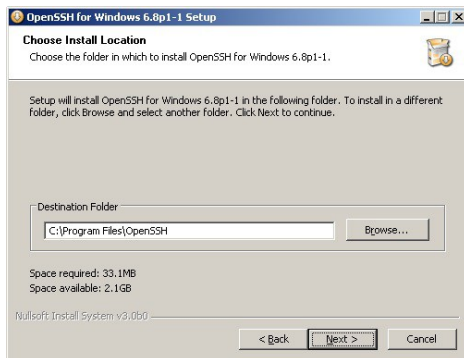 OpenSSH for Windows 6.8p1-1 Setup
Choose Install Location
Choose the folder in which to install OpenSSH for Windows 6.8p1-1.
Setup will install OpenSSH for Windows 6.8p1-1 in the following folder. To install in a different
folder, click Browse and select another folder. Click Next to continue.
Destination Folder
C:\Program Files\OpenSSH
Browse...
Space required: 33.1MB
Space available: 2.1GB
Nullsoft Install System v3.0b0
< Back
Next >
Cancel